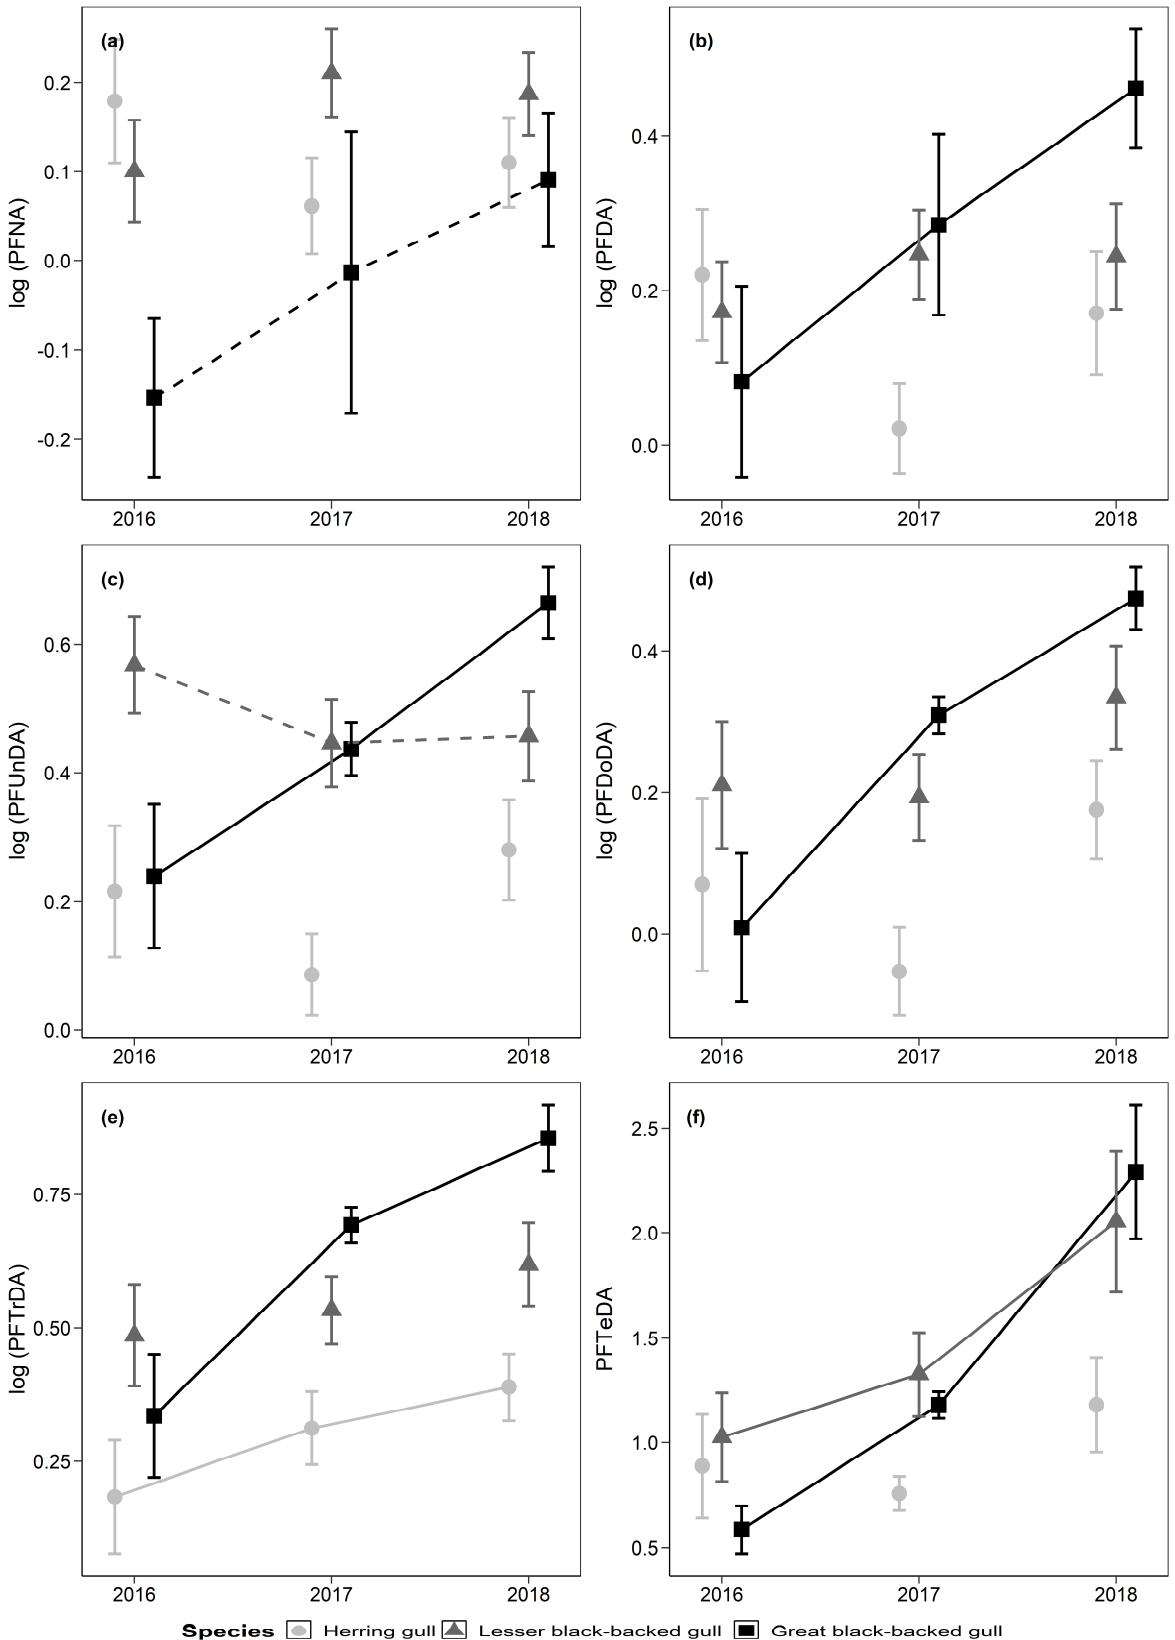 (a)
log (PFNA)
0.2
0.1
0.0
-0.1
-0.2
2016 2017 2018
(b)
log (PFDA)
0.4
0.2
0.0
2016 2017 2018
(c)
log (PFUnDA)
0.6
0.4
0.2
0.0
2016 2017 2018
(d)
log (PFDoDA)
0.4
0.2
0.0
2016 2017 2018
(e)
log (PFTrDA)
0.75
0.50
0.25
2016 2017 2018
(f)
PFTeDA
2.5
2.0
1.5
1.0
0.5
2016 2017 2018
Species Herring gull Lesser black-backed gull Great black-backed gull